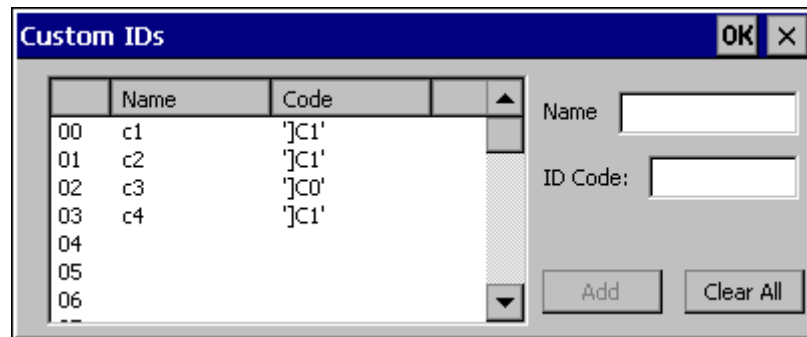 Custom IDs OK ×
Name Code
00 c1 ']C1'
01 c2 ']C1'
02 c3 ']C0'
03 c4 ']C1'
04
05
06
Name
ID Code:
Add Clear All